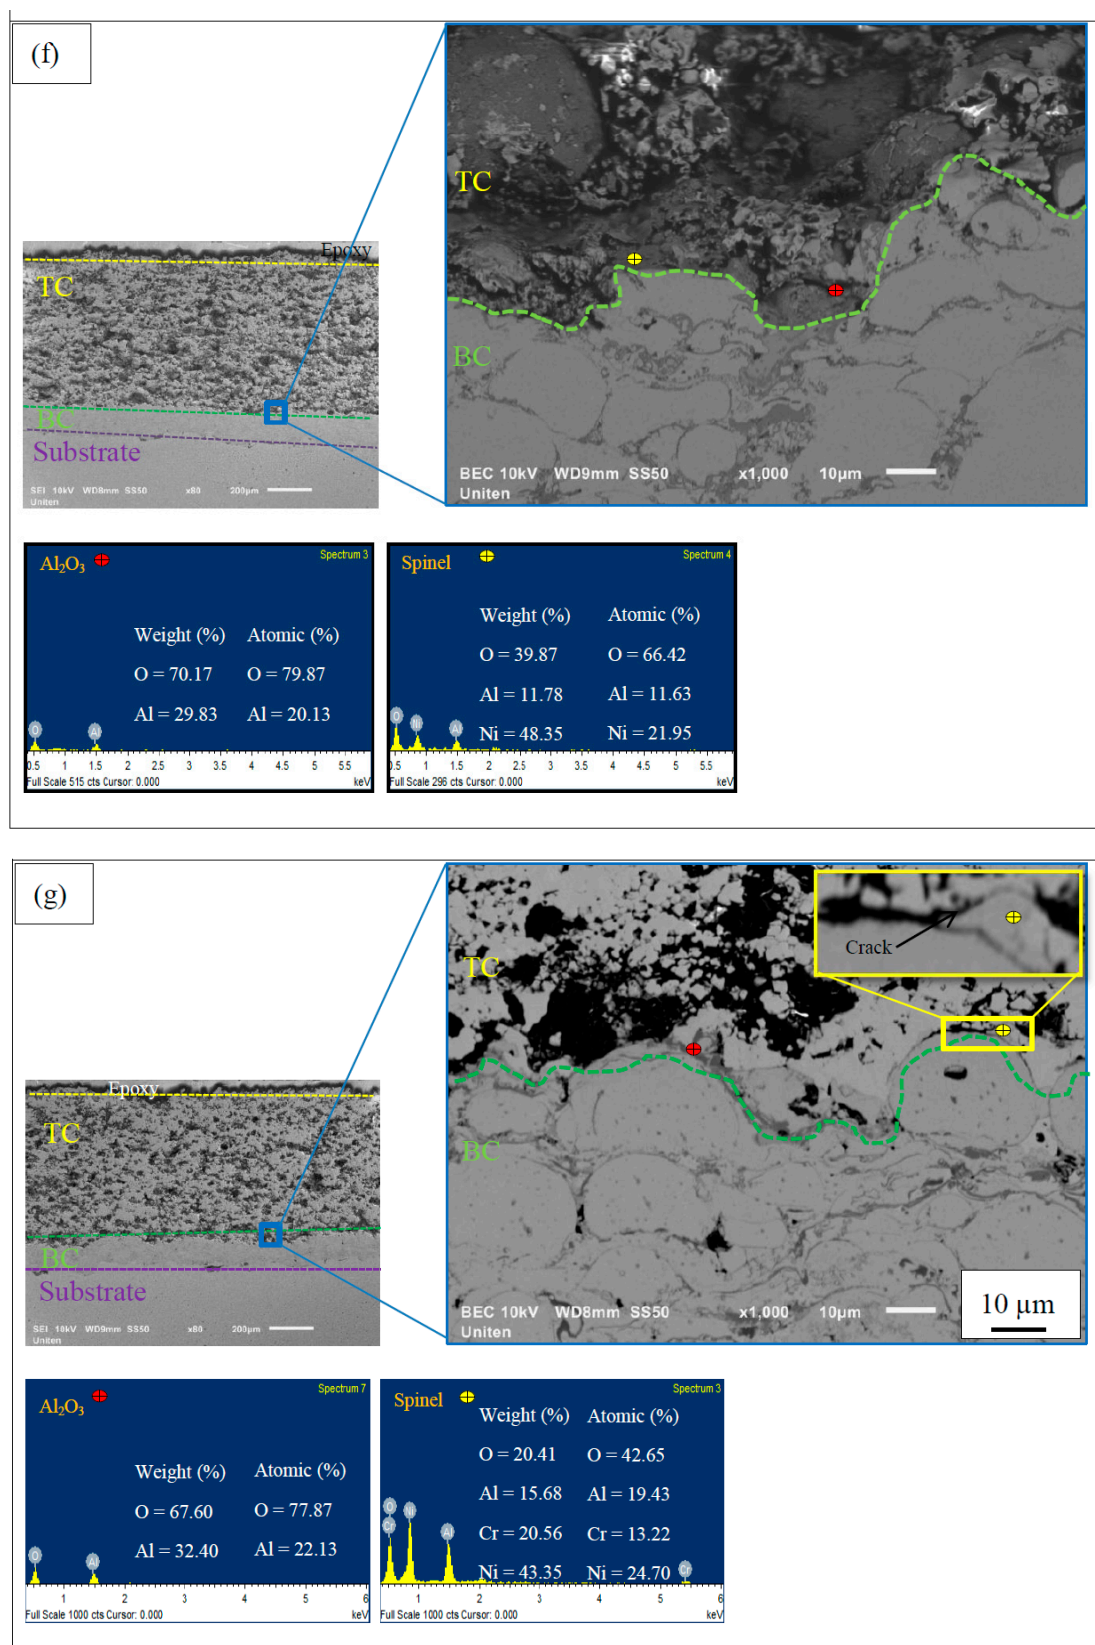 (f)
TC
BC
BEC 10kV WD9mm SS50 x1,000 10µm
Uniten
Epoxy
TC
BC
Substrate
SEI 10kV WD8mm SS50 x80 200µm
Uniten
Al₂O₃ Spectrum 3
Weight (%) Atomic (%)
O = 70.17 O = 79.87
Al = 29.83 Al = 20.13
O Al
0.5 1 1.5 2 2.5 3 3.5 4 4.5 5 5.5
Full Scale 515 cts Cursor: 0.000 keV
Spinel Spectrum 4
Weight (%) Atomic (%)
O = 39.87 O = 66.42
Al = 11.78 Al = 11.63
Ni = 48.35 Ni = 21.95
O Ni Al
0.5 1 1.5 2 2.5 3 3.5 4 4.5 5 5.5
Full Scale 296 cts Cursor: 0.000 keV
(g)
Crack
TC
BC
10 µm
BEC 10kV WD8mm SS50 x1,000 10µm
Uniten
Epoxy
TC
BC
Substrate
SEI 10kV WD9mm SS50 x80 200µm
Uniten
Al₂O₃ Spectrum 7
Weight (%) Atomic (%)
O = 67.60 O = 77.87
Al = 32.40 Al = 22.13
O Al
1 2 3 4 5 6
Full Scale 1000 cts Cursor: 0.000 keV
Spinel Spectrum 3
Weight (%) Atomic (%)
O = 20.41 O = 42.65
Al = 15.68 Al = 19.43
Cr = 20.56 Cr = 13.22
Ni = 43.35 Ni = 24.70
O Cr Ni Al Cr
1 2 3 4 5 6
Full Scale 1000 cts Cursor: 0.000 keV